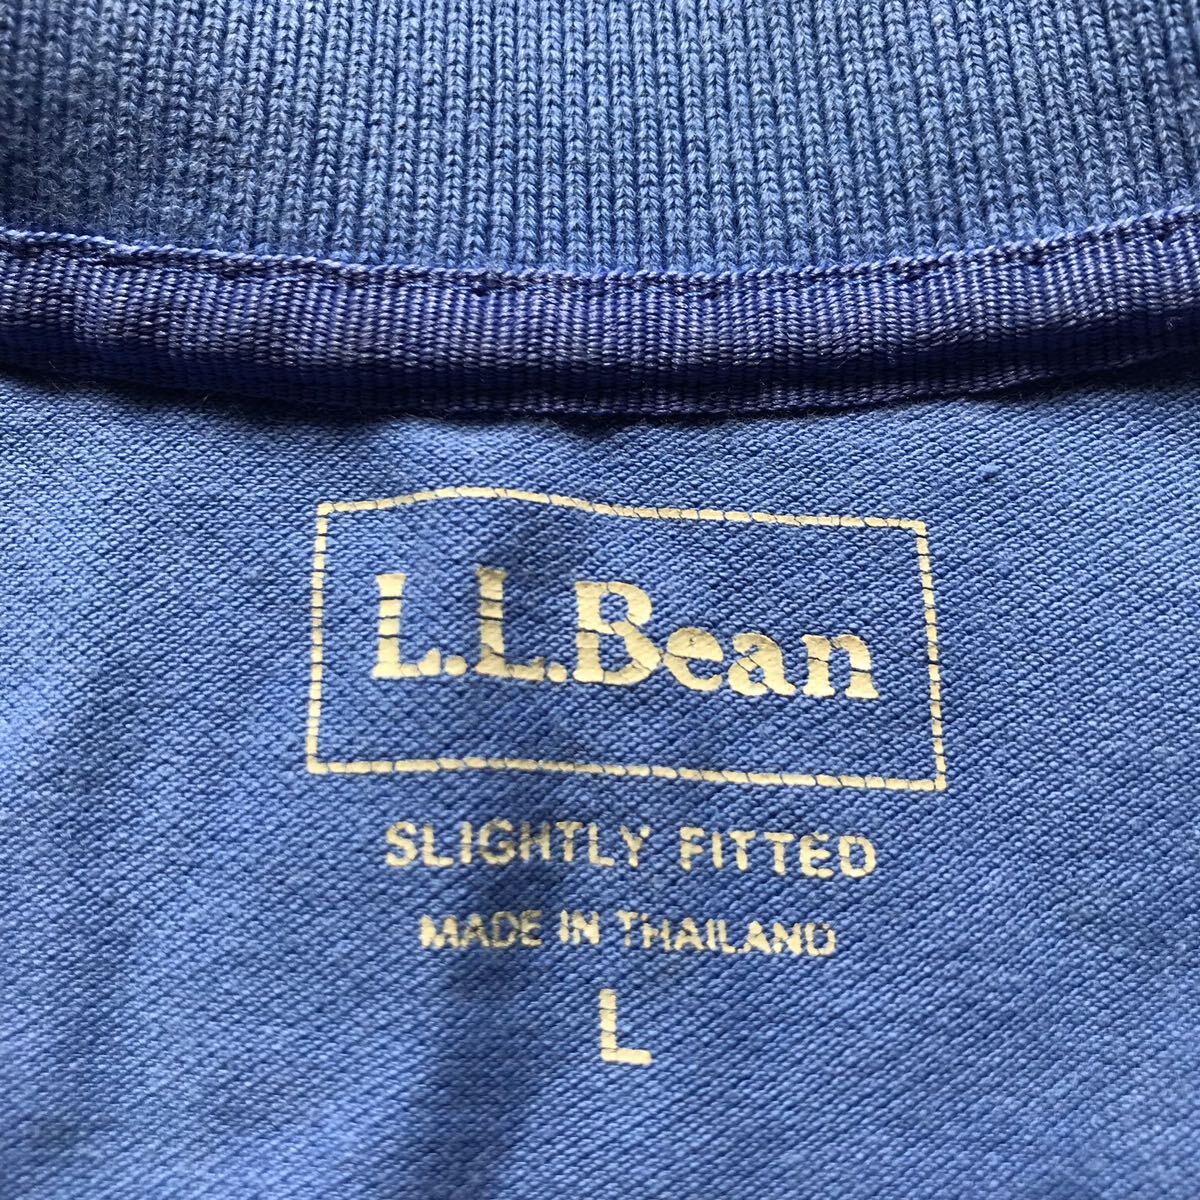 L.L.Bean
SLIGHTLY FITTED
MADE IN THAILAND
L